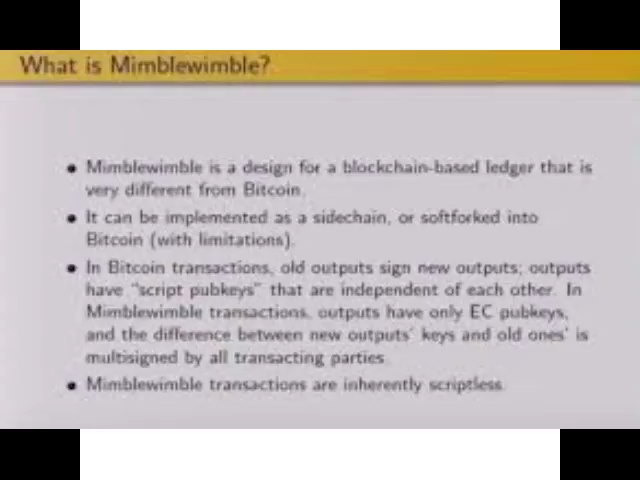 What is Mimblewimble?
Mimblewimble is a design for a blockchain-based ledger that is
very different from Bitcoin.
It can be implemented as a sidechain, or softforked into
Bitcoin (with limitations).
In Bitcoin transactions, old outputs sign new outputs; outputs
have “script pubkeys” that are independent of each other. In
Mimblewimble transactions, outputs have only EC pubkeys,
and the difference between new outputs’ keys and old ones’ is
multisigned by all transacting parties.
Mimblewimble transactions are inherently scriptless.